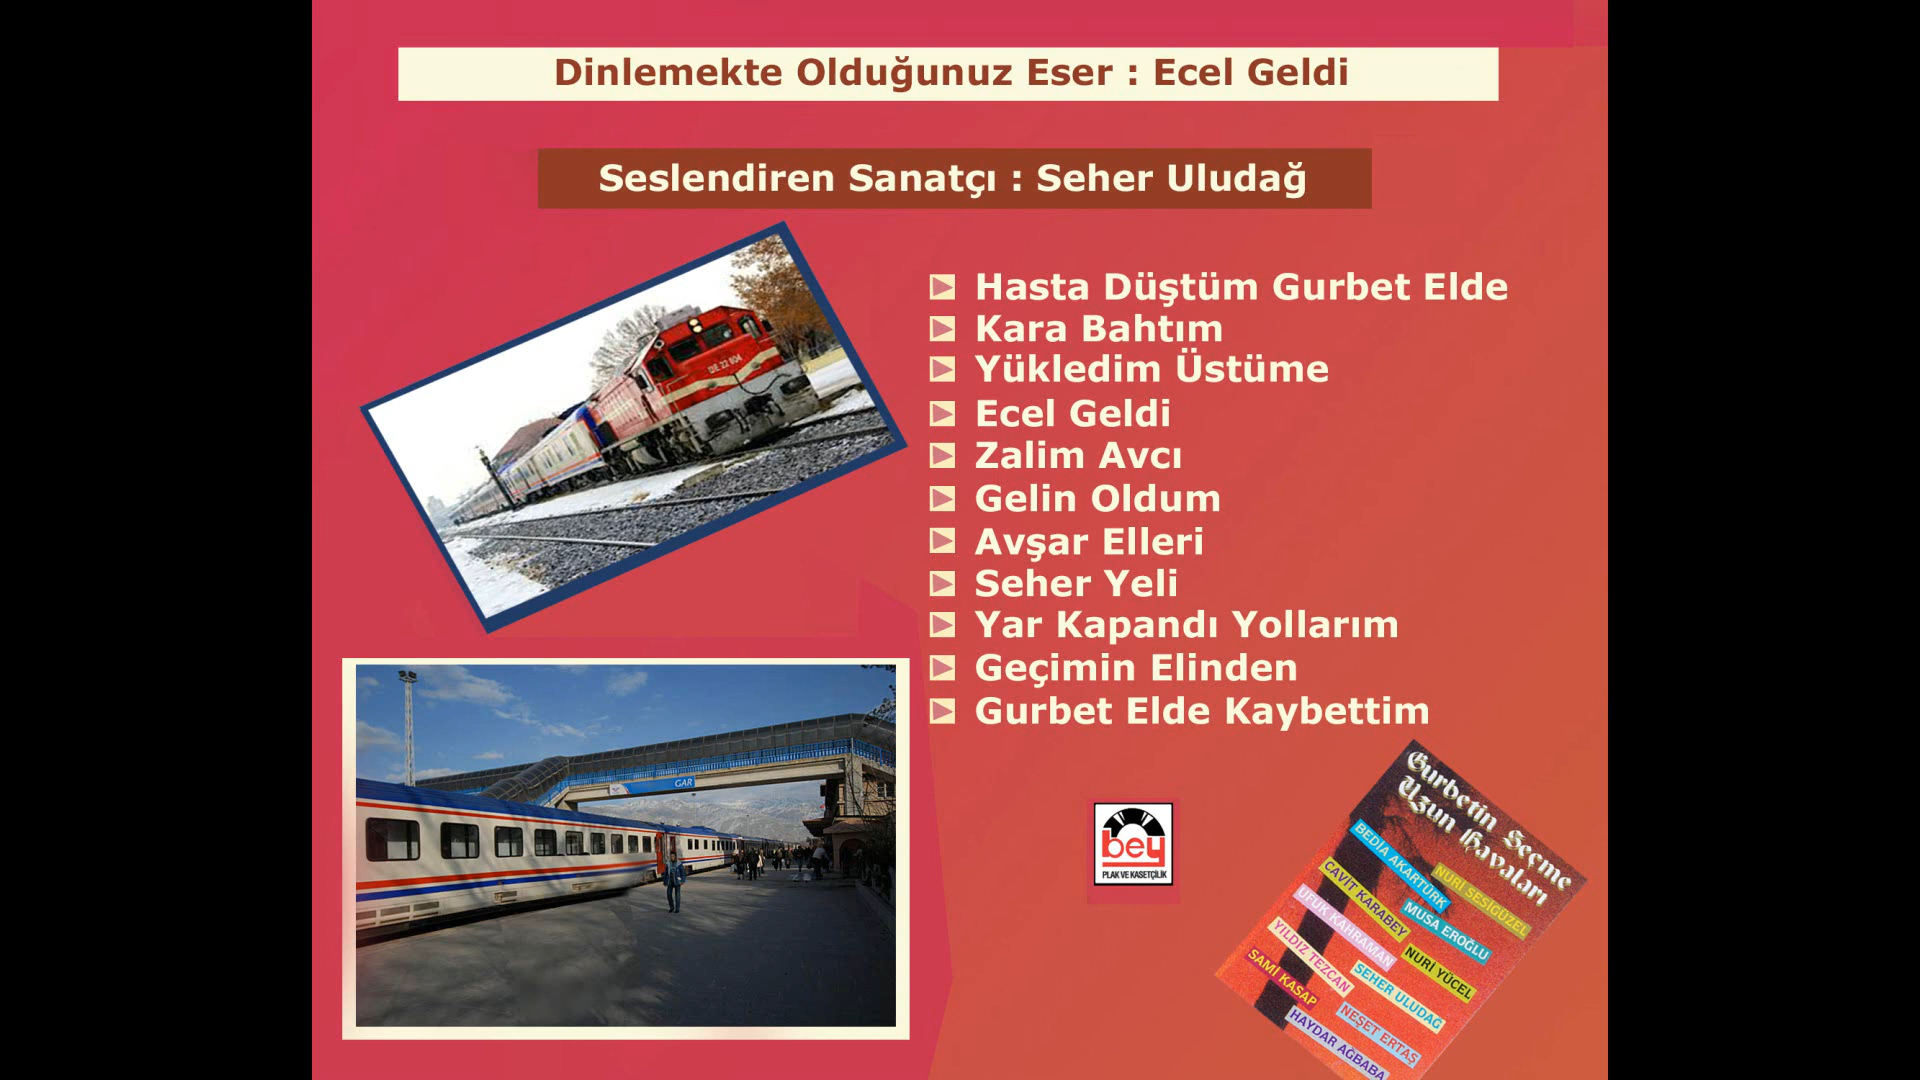 Dinlemekte Olduğunuz Eser : Ecel Geldi
Seslendiren Sanatçı : Seher Uludağ
DE 22 804
Hasta Düştüm Gurbet Elde
Kara Bahtım
Yükledim Üstüme
Ecel Geldi
Zalim Avcı
Gelin Oldum
Avşar Elleri
Seher Yeli
Yar Kapandı Yollarım
Geçimin Elinden
Gurbet Elde Kaybettim
GAR
bey
PLAK VE KASETÇİLİK
Gurbetin Seçme
Uzun Havaları
BEDİA AKARTÜRK
NURİ SESİGÜZEL
CAVİT KARABEY
MUSA EROĞLU
UFUK KAHRAMAN
NURİ YÜCEL
YILDIZ TEZCAN
SEHER ULUDAĞ
SAMİ KASAP
NEŞET ERTAŞ
HAYDAR AĞBABA